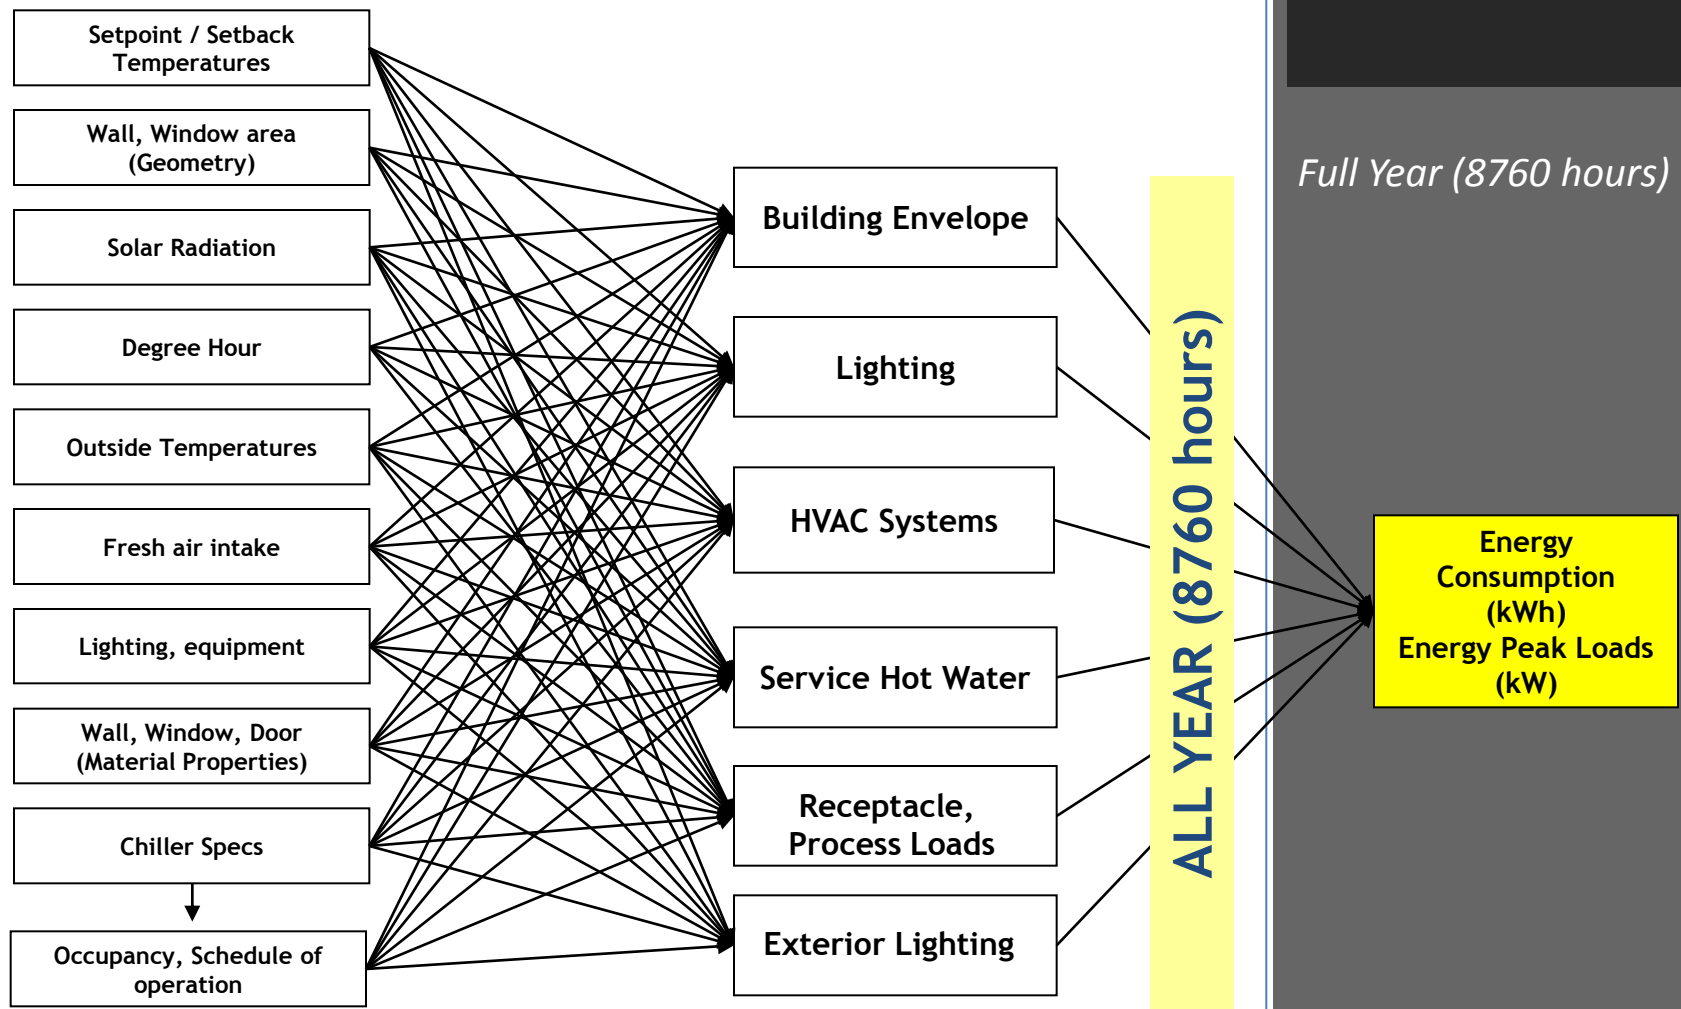 Setpoint / Setback
Temperatures
Wall, Window area
(Geometry)
Solar Radiation
Degree Hour
Outside Temperatures
Fresh air intake
Lighting, equipment
Wall, Window, Door
(Material Properties)
Chiller Specs
Occupancy, Schedule of
operation
Building Envelope
Lighting
HVAC Systems
Service Hot Water
Receptacle,
Process Loads
Exterior Lighting
ALL YEAR (8760 hours)
Full Year (8760 hours)
Energy
Consumption
(kWh)
Energy Peak Loads
(kW)